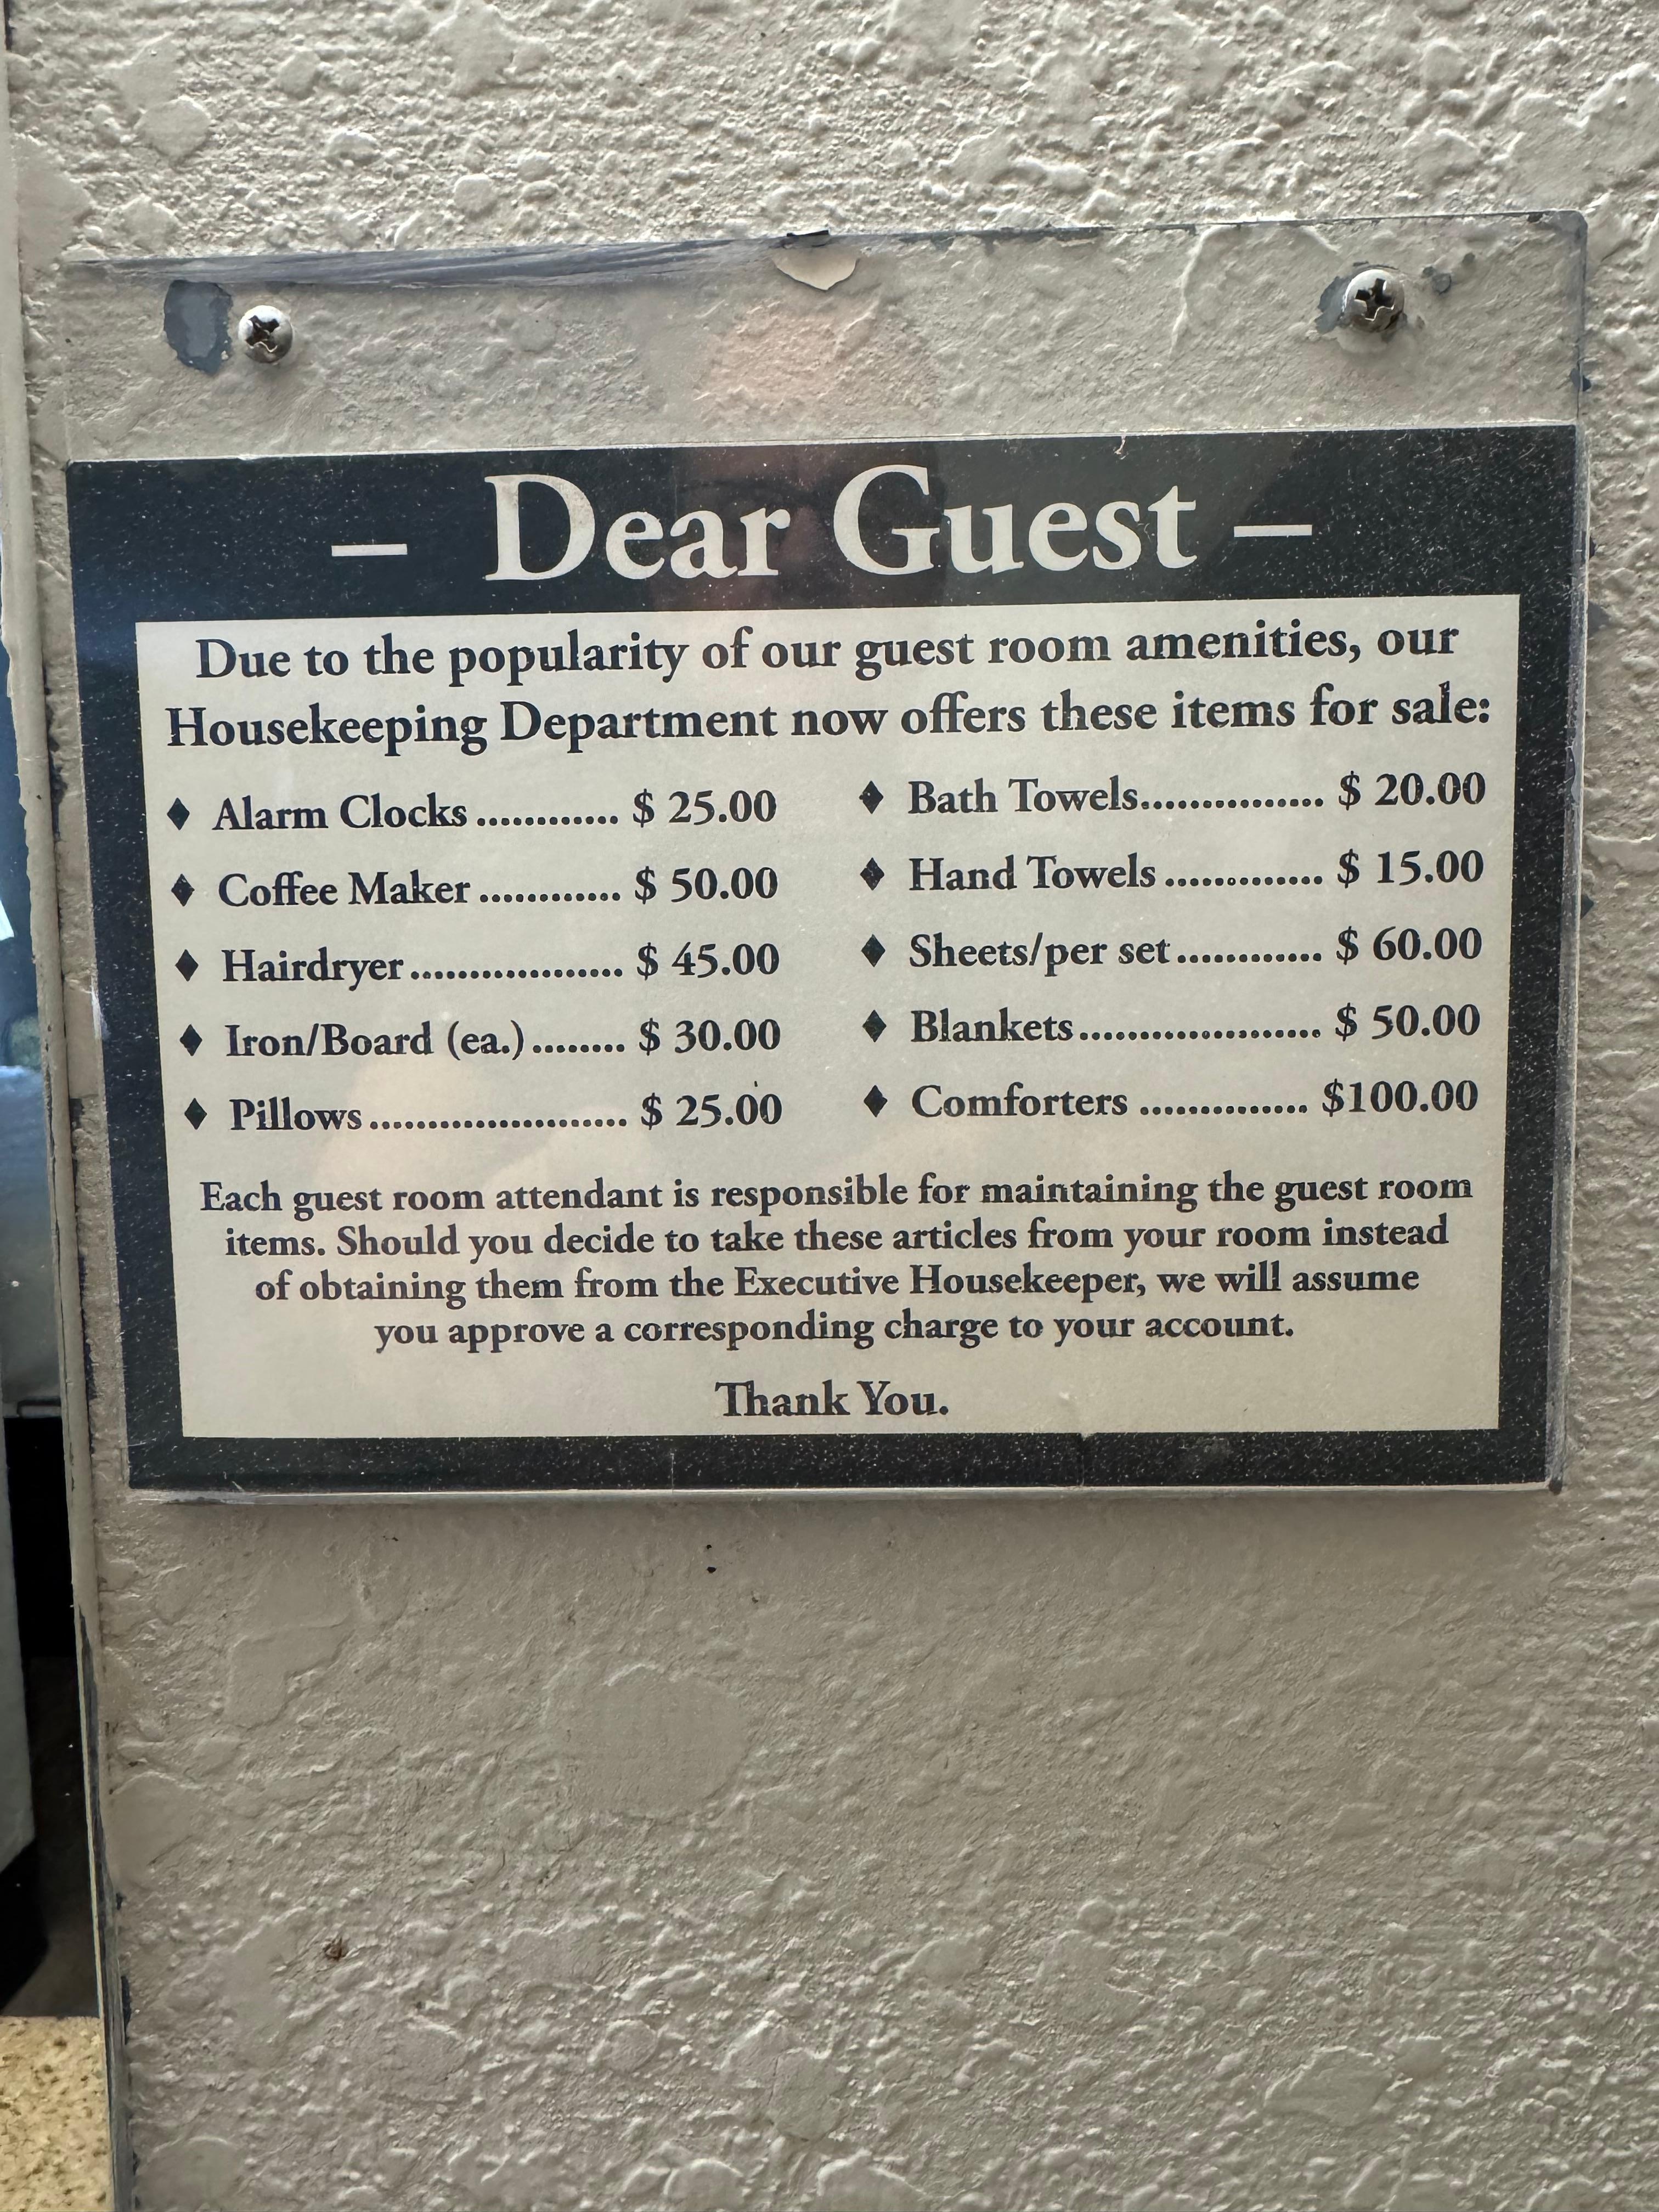 – Dear Guest –
Due to the popularity of our guest room amenities, our
Housekeeping Department now offers these items for sale:
♦ Alarm Clocks ............ $ 25.00
♦ Coffee Maker ............ $ 50.00
♦ Hairdryer .................. $ 45.00
♦ Iron/Board (ea.) ........ $ 30.00
♦ Pillows ...................... $ 25.00
♦ Bath Towels ................ $ 20.00
♦ Hand Towels .............. $ 15.00
♦ Sheets/per set ............. $ 60.00
♦ Blankets ..................... $ 50.00
♦ Comforters ............... $100.00
Each guest room attendant is responsible for maintaining the guest room
items. Should you decide to take these articles from your room instead
of obtaining them from the Executive Housekeeper, we will assume
you approve a corresponding charge to your account.
Thank You.